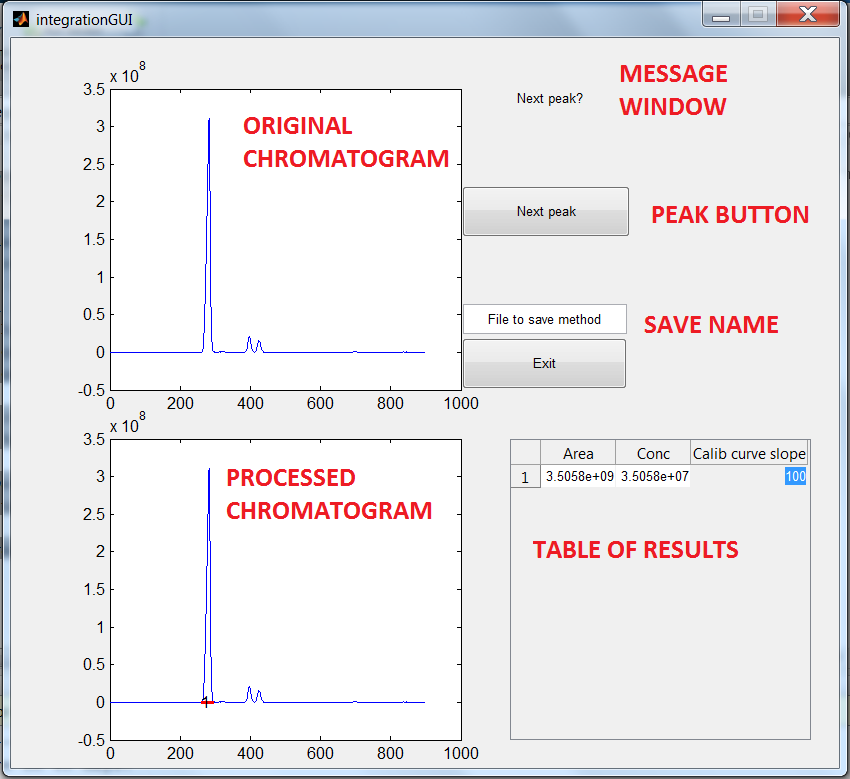 integrationGUI
x 10^8
3.5
3
2.5
2
1.5
1
0.5
0
-0.5
0 200 400 600 800 1000
ORIGINAL
CHROMATOGRAM
Next peak?
MESSAGE
WINDOW
Next peak
PEAK BUTTON
File to save method
SAVE NAME
Exit
x 10^8
3.5
3
2.5
2
1.5
1
0.5
0
-0.5
0 200 400 600 800 1000
PROCESSED
CHROMATOGRAM
Area Conc Calib curve slope
1 3.5058e+09 3.5058e+07 100
TABLE OF RESULTS